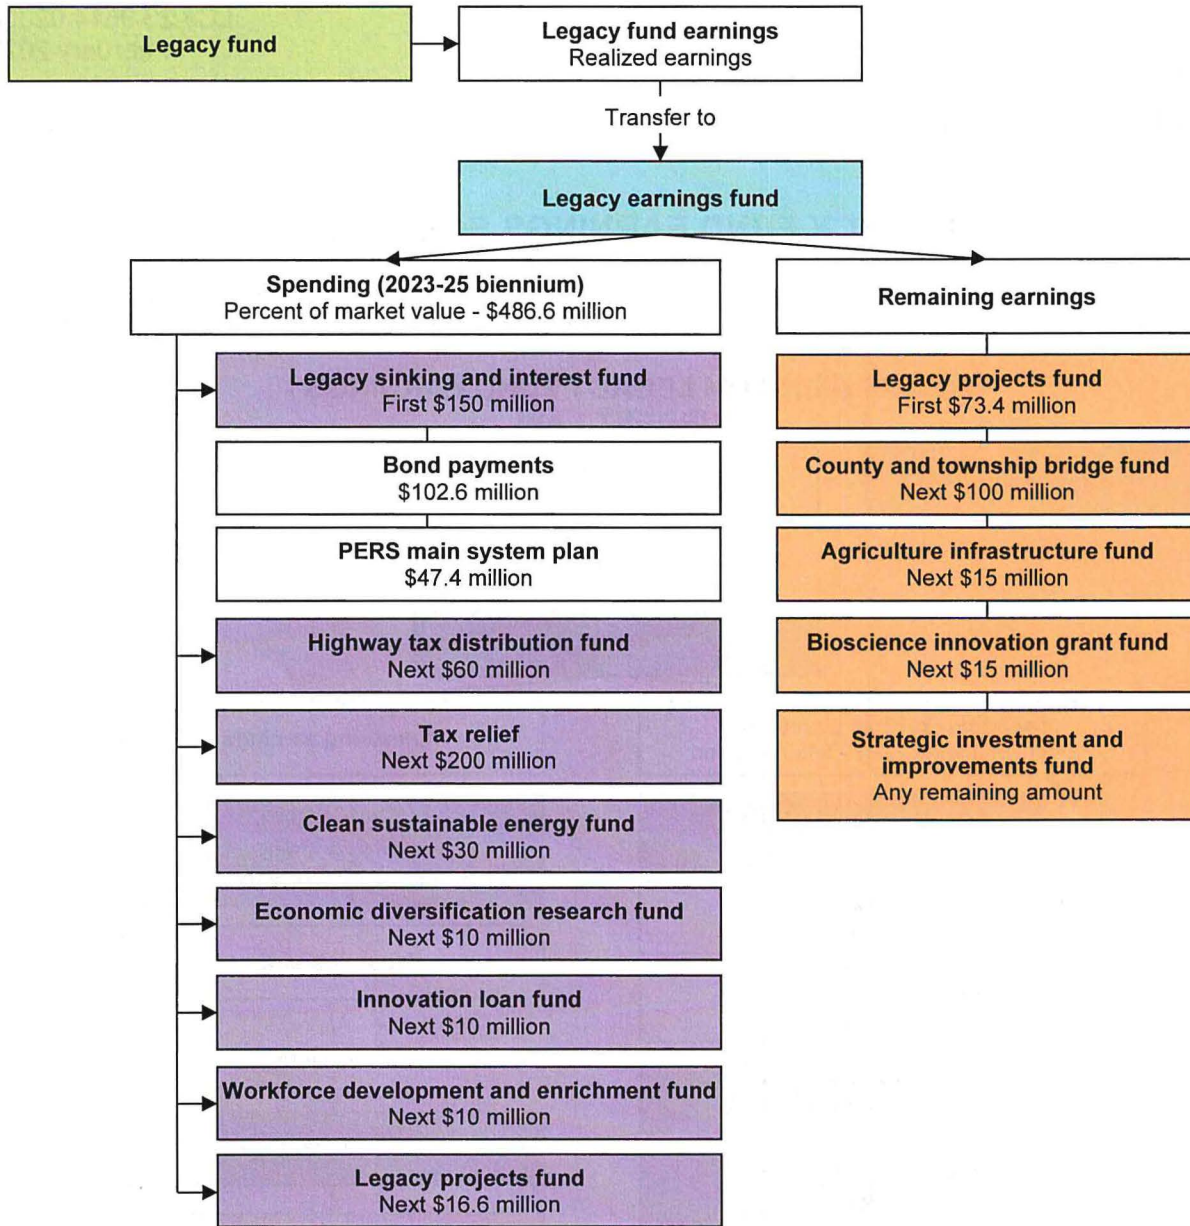 Legacy fund
Legacy fund earnings
Realized earnings
Transfer to
Legacy earnings fund
Spending (2023-25 biennium)
Percent of market value - $486.6 million
Legacy sinking and interest fund
First $150 million
Bond payments
$102.6 million
PERS main system plan
$47.4 million
Highway tax distribution fund
Next $60 million
Tax relief
Next $200 million
Clean sustainable energy fund
Next $30 million
Economic diversification research fund
Next $10 million
Innovation loan fund
Next $10 million
Workforce development and enrichment fund
Next $10 million
Legacy projects fund
Next $16.6 million
Remaining earnings
Legacy projects fund
First $73.4 million
County and township bridge fund
Next $100 million
Agriculture infrastructure fund
Next $15 million
Bioscience innovation grant fund
Next $15 million
Strategic investment and
improvements fund
Any remaining amount